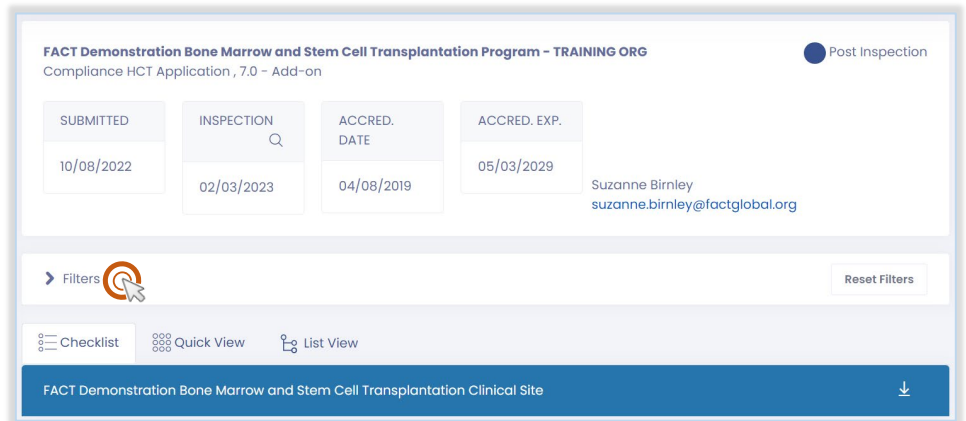 FACT Demonstration Bone Marrow and Stem Cell Transplantation Program - TRAINING ORG
Post Inspection
Compliance HCT Application , 7.0 - Add-on
SUBMITTED
10/08/2022
INSPECTION
02/03/2023
ACCRED.
DATE
04/08/2019
ACCRED. EXP.
05/03/2029
Suzanne Birnley
suzanne.birnley@factglobal.org
Filters
Reset Filters
Checklist
Quick View
List View
FACT Demonstration Bone Marrow and Stem Cell Transplantation Clinical Site